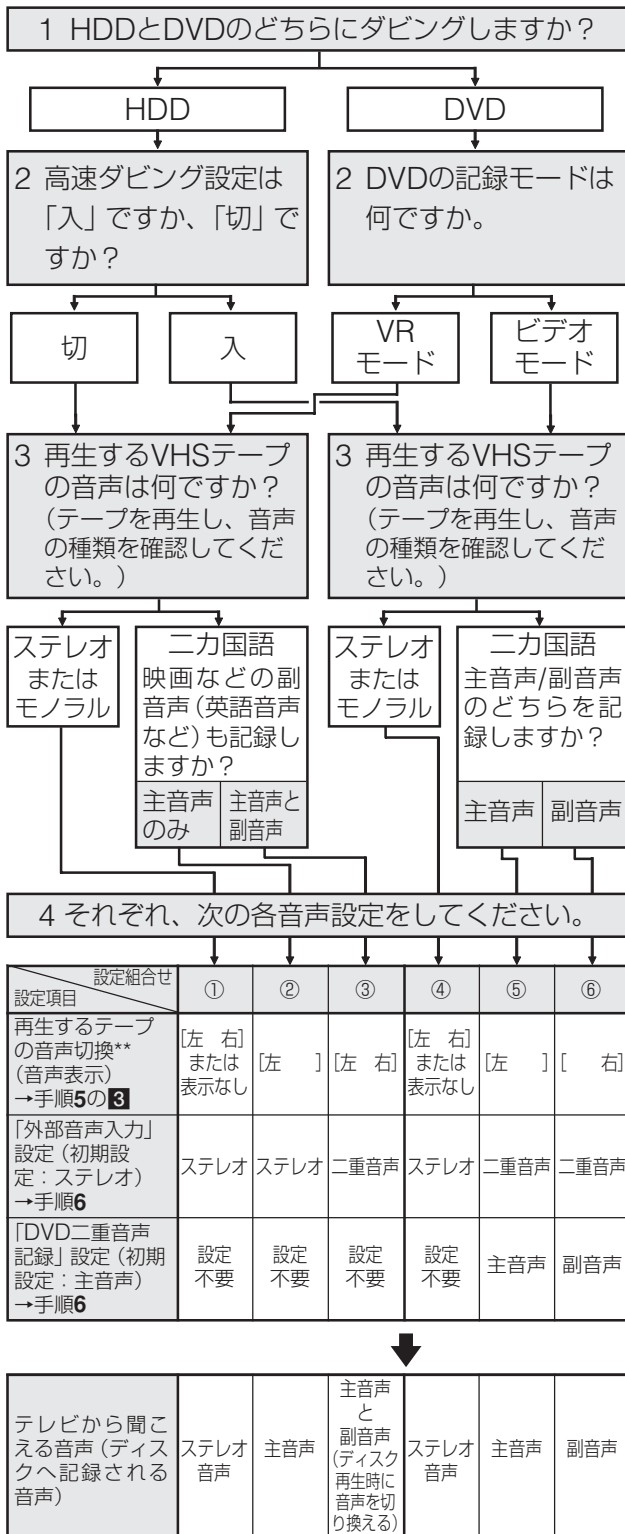 1 HDDとDVDのどちらにダビングしますか？
HDD
DVD
2 高速ダビング設定は
「入」ですか、「切」で
すか？
2 DVDの記録モードは
何ですか。
切
入
VR
モード
ビデオ
モード
3 再生するVHSテープ
の音声は何ですか？
（テープを再生し、音声
の種類を確認してくだ
さい。）
3 再生するVHSテープ
の音声は何ですか？
（テープを再生し、音声
の種類を確認してくだ
さい。）
ステレオ
または
モノラル
二カ国語
映画などの副
音声（英語音声
など）も記録し
ますか？
主音声
のみ
主音声と
副音声
ステレオ
または
モノラル
二カ国語
主音声/副音声
のどちらを記
録しますか？
主音声
副音声
4 それぞれ、次の各音声設定をしてください。
設定組合せ
設定項目
① ② ③ ④ ⑤ ⑥
再生するテープ
の音声切換**
（音声表示）
→手順5の3
[左 右]
または
表示なし
[左 ]
[左 右]
[左 右]
または
表示なし
[左 ]
[ 右]
「外部音声入力」
設定（初期設
定：ステレオ）
→手順6
ステレオ ステレオ 二重音声 ステレオ 二重音声 二重音声
「DVD二重音声
記録」設定（初期
設定：主音声）
→手順6
設定
不要
設定
不要
設定
不要
設定
不要
主音声
副音声
テレビから聞こ
える音声（ディス
クへ記録される
音声）
ステレオ
音声
主音声
主音声
と
副音声
（ディスク
再生時に
音声を切
り換える）
ステレオ
音声
主音声
副音声